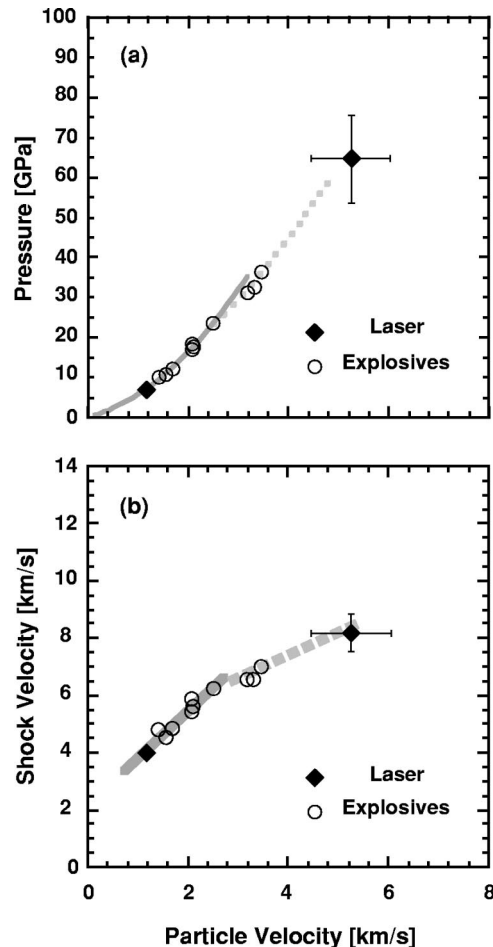 100
(a)
90
80
70
60
Pressure [GPa]
50
40
30
Laser
20
Explosives
10
0
14
(b)
12
10
Shock Velocity [km/s]
8
6
4
Laser
2
Explosives
0
0 2 4 6 8
Particle Velocity [km/s]